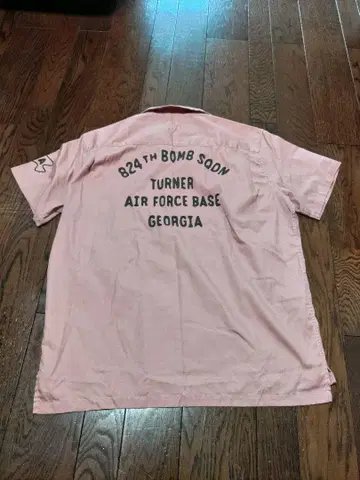 824TH BOMB SQDN
TURNER
AIR FORCE BASE
GEORGIA